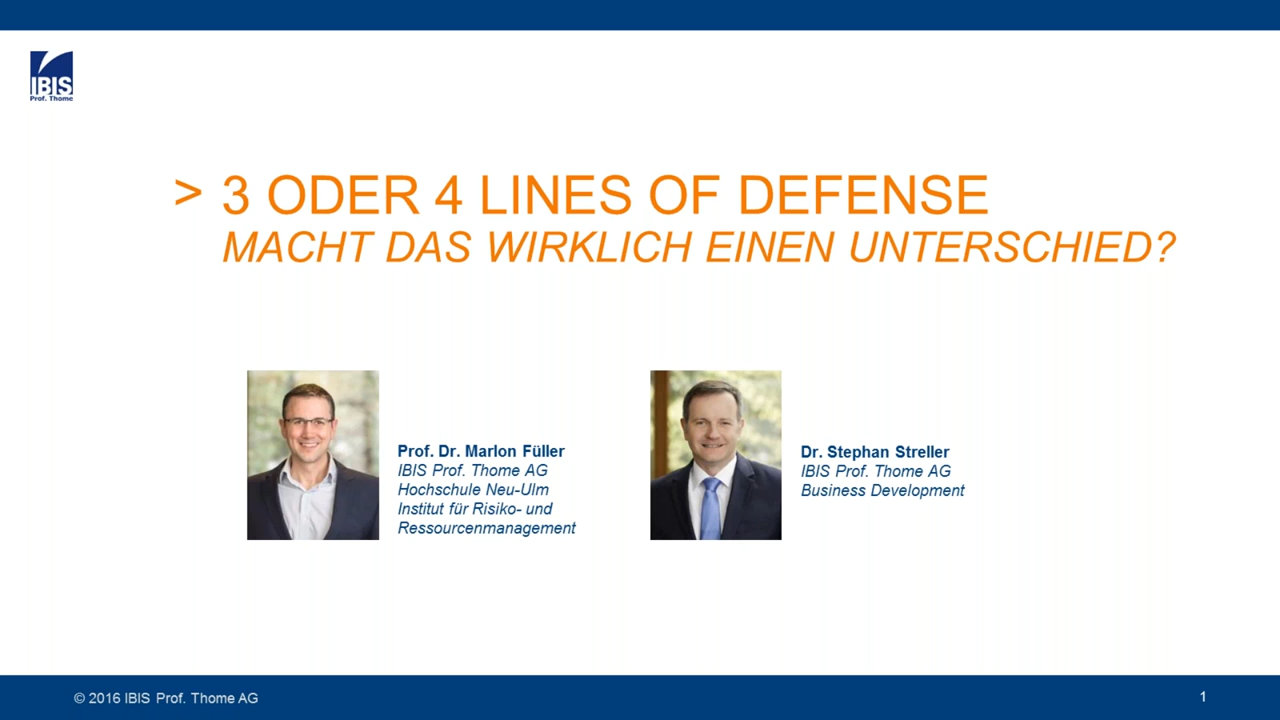 IBIS
Prof. Thome
> 3 ODER 4 LINES OF DEFENSE
MACHT DAS WIRKLICH EINEN UNTERSCHIED?
Prof. Dr. Marlon Füller
IBIS Prof. Thome AG
Hochschule Neu-Ulm
Institut für Risiko- und
Ressourcenmanagement
Dr. Stephan Streller
IBIS Prof. Thome AG
Business Development
© 2016 IBIS Prof. Thome AG
1